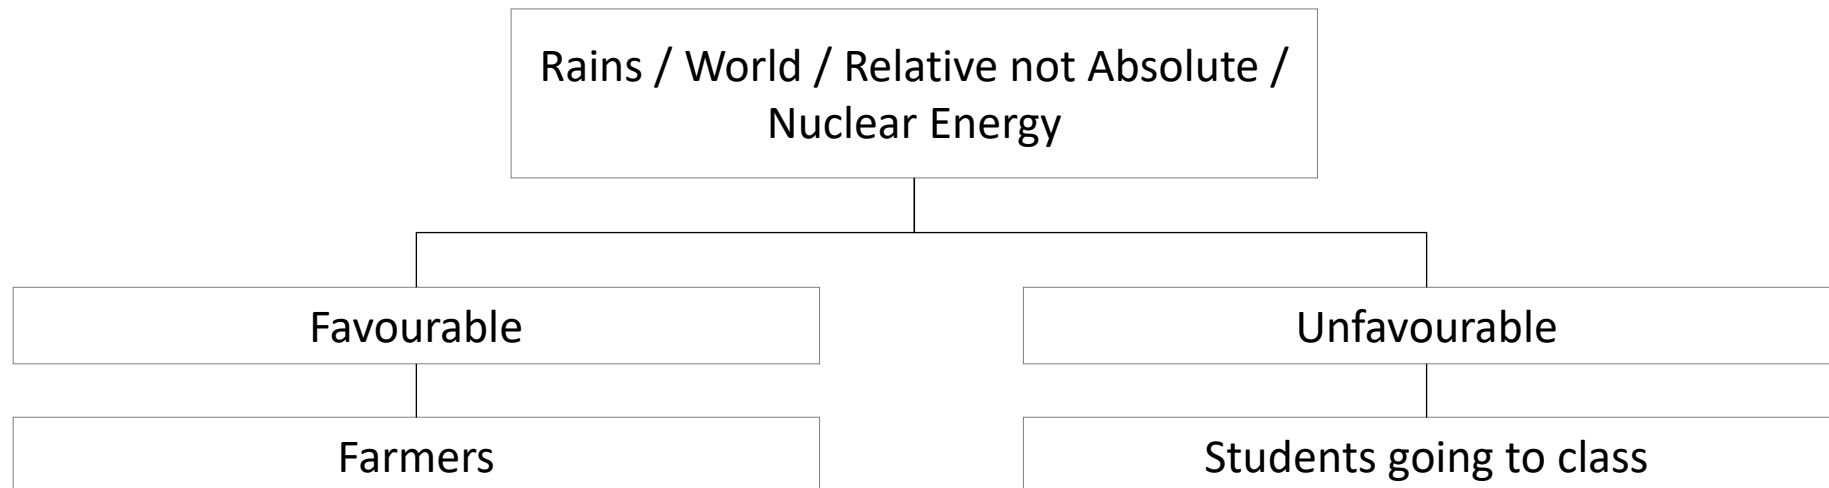 Rains / World / Relative not Absolute /
Nuclear Energy
Favourable
Unfavourable
Farmers
Students going to class